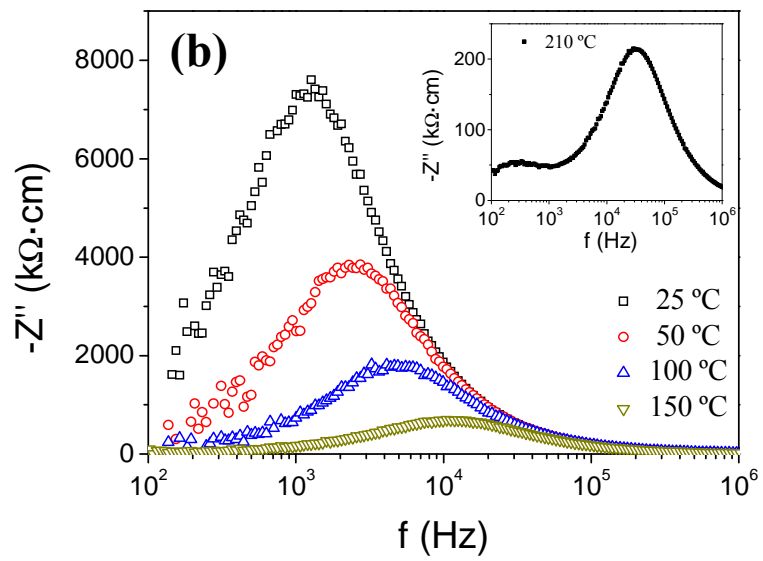 (b)
-Z'' (kΩ·cm)
8000
6000
4000
2000
0
10²
10³
10⁴
10⁵
10⁶
f (Hz)
25 ºC
50 ºC
100 ºC
150 ºC
210 ºC
-Z'' (kΩ·cm)
200
100
50
0
10²
10³
10⁴
10⁵
10⁶
f (Hz)